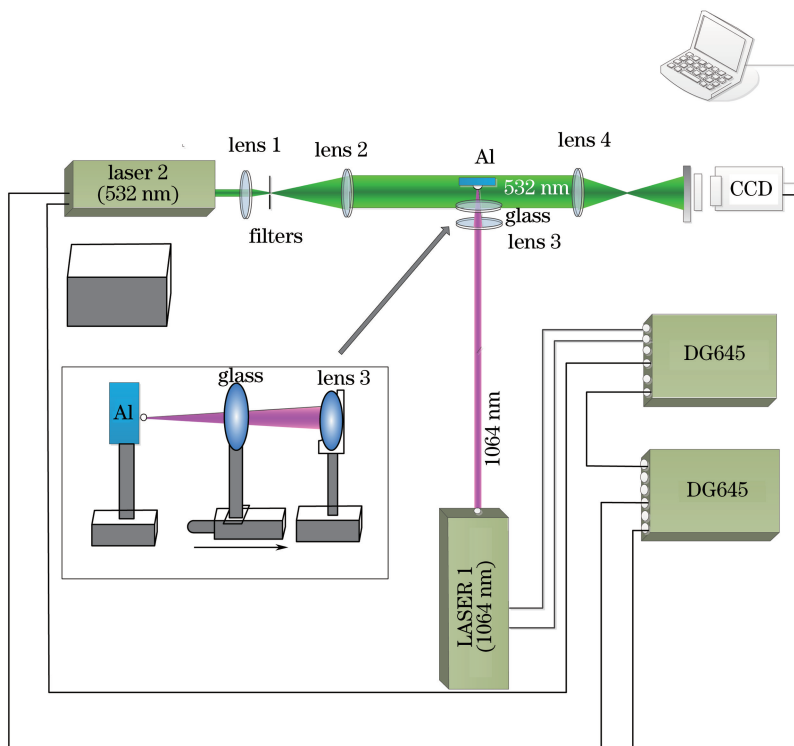 lens 1
lens 2
Al
lens 4
laser 2
(532 nm)
532 nm
CCD
glass
filters
lens 3
glass
lens 3
Al
1064 nm
DG645
DG645
LASER 1
(1064 nm)